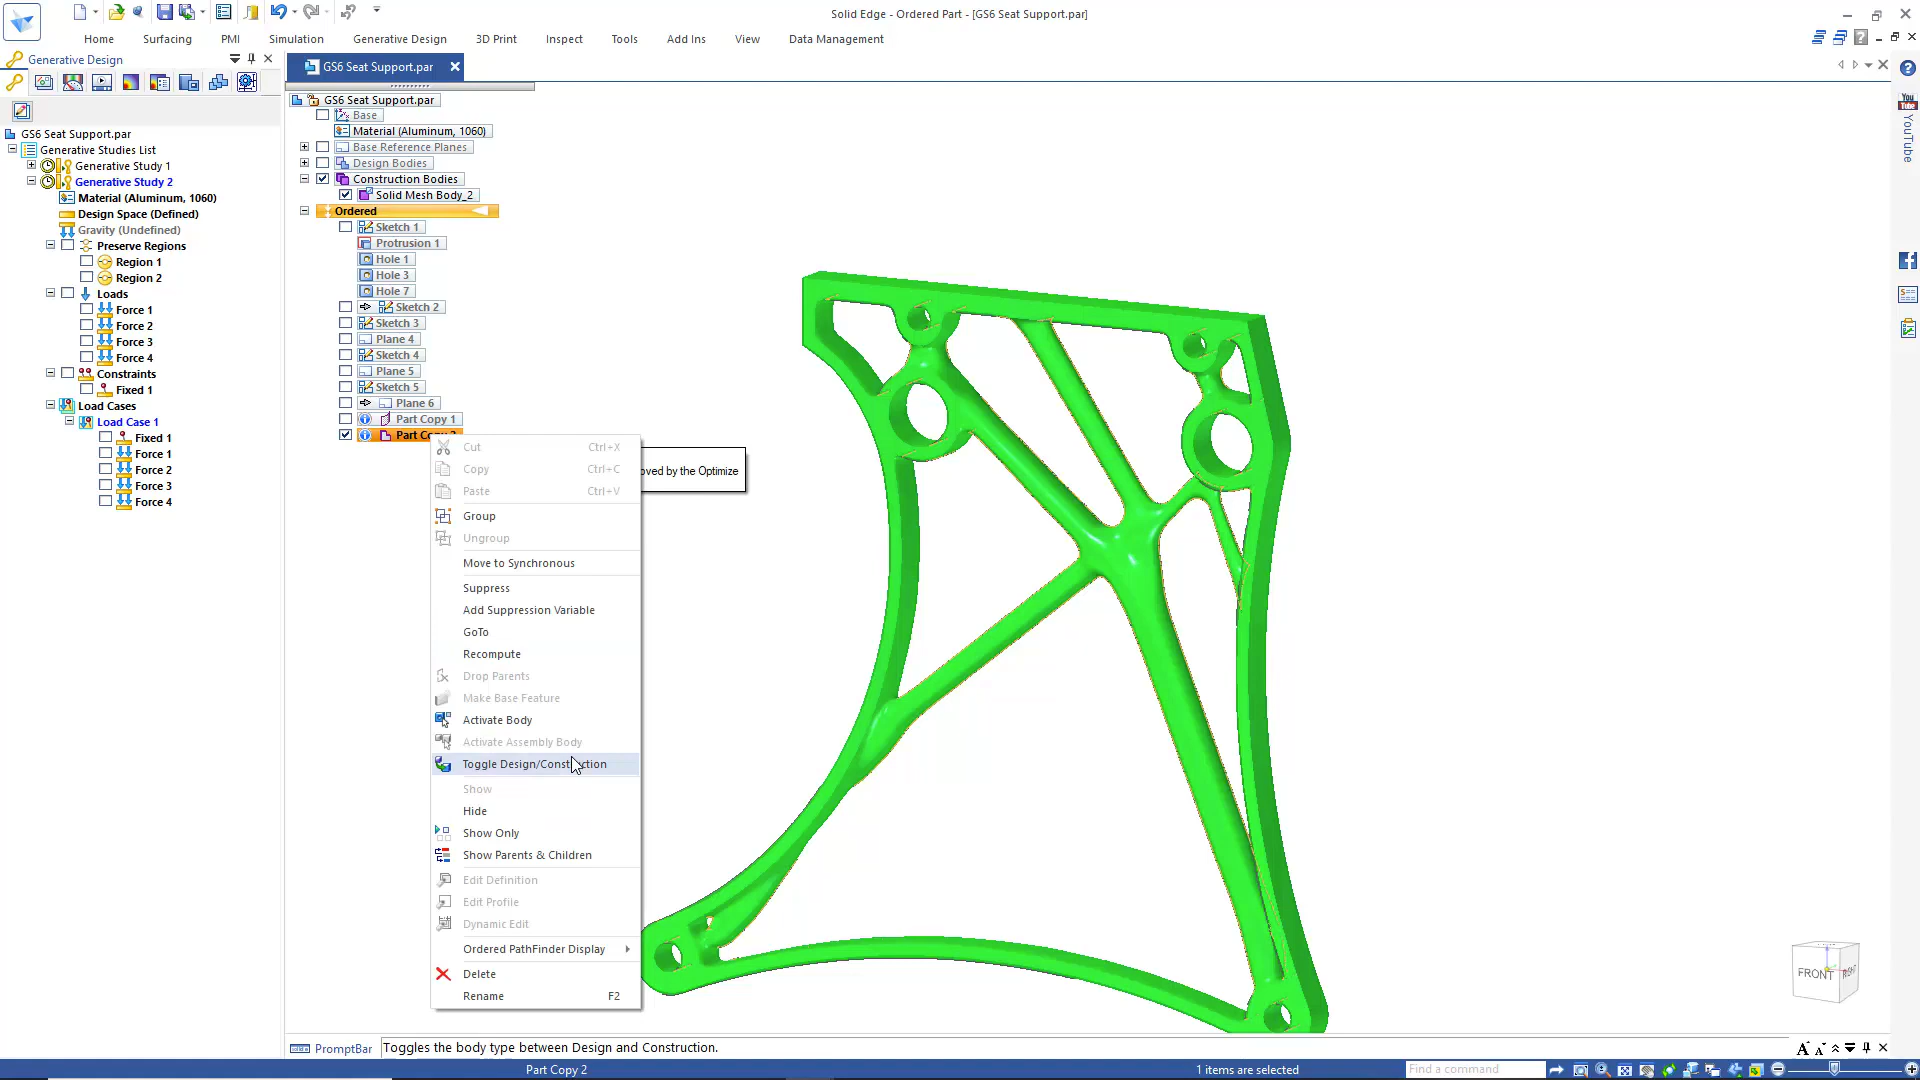 Solid Edge - Ordered Part - [GS6 Seat Support.par]
Home Surfacing PMI Simulation Generative Design 3D Print Inspect Tools Add Ins View Data Management
Generative Design
GS6 Seat Support.par
GS6 Seat Support.par
Generative Studies List
Generative Study 1
Generative Study 2
Material (Aluminum, 1060)
Design Space (Defined)
Gravity (Undefined)
Preserve Regions
Region 1
Region 2
Loads
Force 1
Force 2
Force 3
Force 4
Constraints
Fixed 1
Load Cases
Load Case 1
Fixed 1
Force 1
Force 2
Force 3
Force 4
GS6 Seat Support.par
Base
Material (Aluminum, 1060)
Base Reference Planes
Design Bodies
Construction Bodies
Solid Mesh Body_2
Ordered
Sketch 1
Protrusion 1
Hole 1
Hole 3
Hole 7
Sketch 2
Sketch 3
Plane 4
Sketch 4
Plane 5
Sketch 5
Plane 6
Part Copy 1
Part
Cut Ctrl+X
Copy Ctrl+C
Paste Ctrl+V
Group
Ungroup
Move to Synchronous
Suppress
Add Suppression Variable
GoTo
Recompute
Drop Parents
Make Base Feature
Activate Body
Activate Assembly Body
Toggle Design/Construction
Show
Hide
Show Only
Show Parents & Children
Edit Definition
Edit Profile
Dynamic Edit
Ordered PathFinder Display
Delete
Rename F2
by the Optimize
FRONT RIGHT
You
Tube
YouTube
PromptBar Toggles the body type between Design and Construction.
Part Copy 2 1 items are selected Find a command